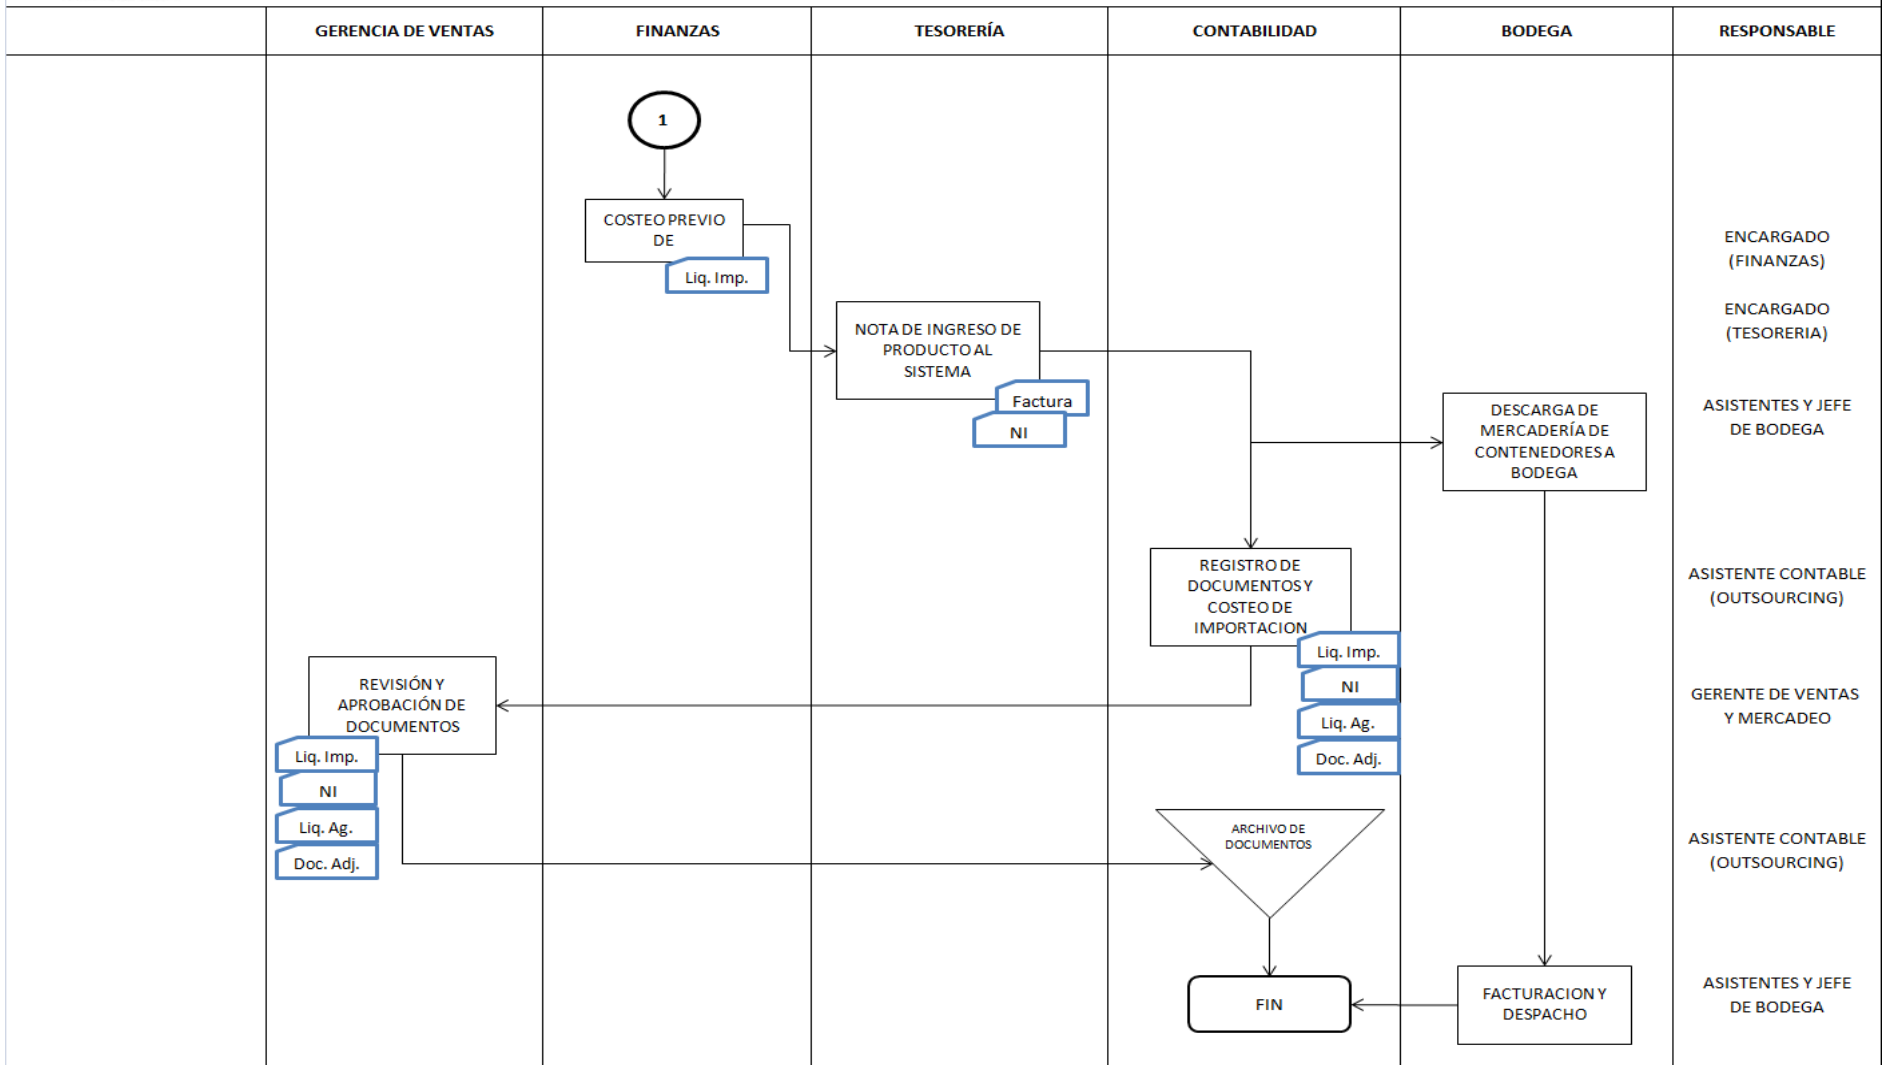 GERENCIA DE VENTAS
FINANZAS
TESORERÍA
CONTABILIDAD
BODEGA
RESPONSABLE
1
COSTEO PREVIO
DE
Liq. Imp.
ENCARGADO
(FINANZAS)
NOTA DE INGRESO DE
PRODUCTO AL
SISTEMA
Factura
NI
ENCARGADO
(TESORERIA)
DESCARGA DE
MERCADERÍA DE
CONTENEDORES A
BODEGA
ASISTENTES Y JEFE
DE BODEGA
REGISTRO DE
DOCUMENTOS Y
COSTEO DE
IMPORTACION
Liq. Imp.
NI
Liq. Ag.
Doc. Adj.
ASISTENTE CONTABLE
(OUTSOURCING)
REVISIÓN Y
APROBACIÓN DE
DOCUMENTOS
Liq. Imp.
NI
Liq. Ag.
Doc. Adj.
GERENTE DE VENTAS
Y MERCADEO
ARCHIVO DE
DOCUMENTOS
ASISTENTE CONTABLE
(OUTSOURCING)
FIN
FACTURACION Y
DESPACHO
ASISTENTES Y JEFE
DE BODEGA